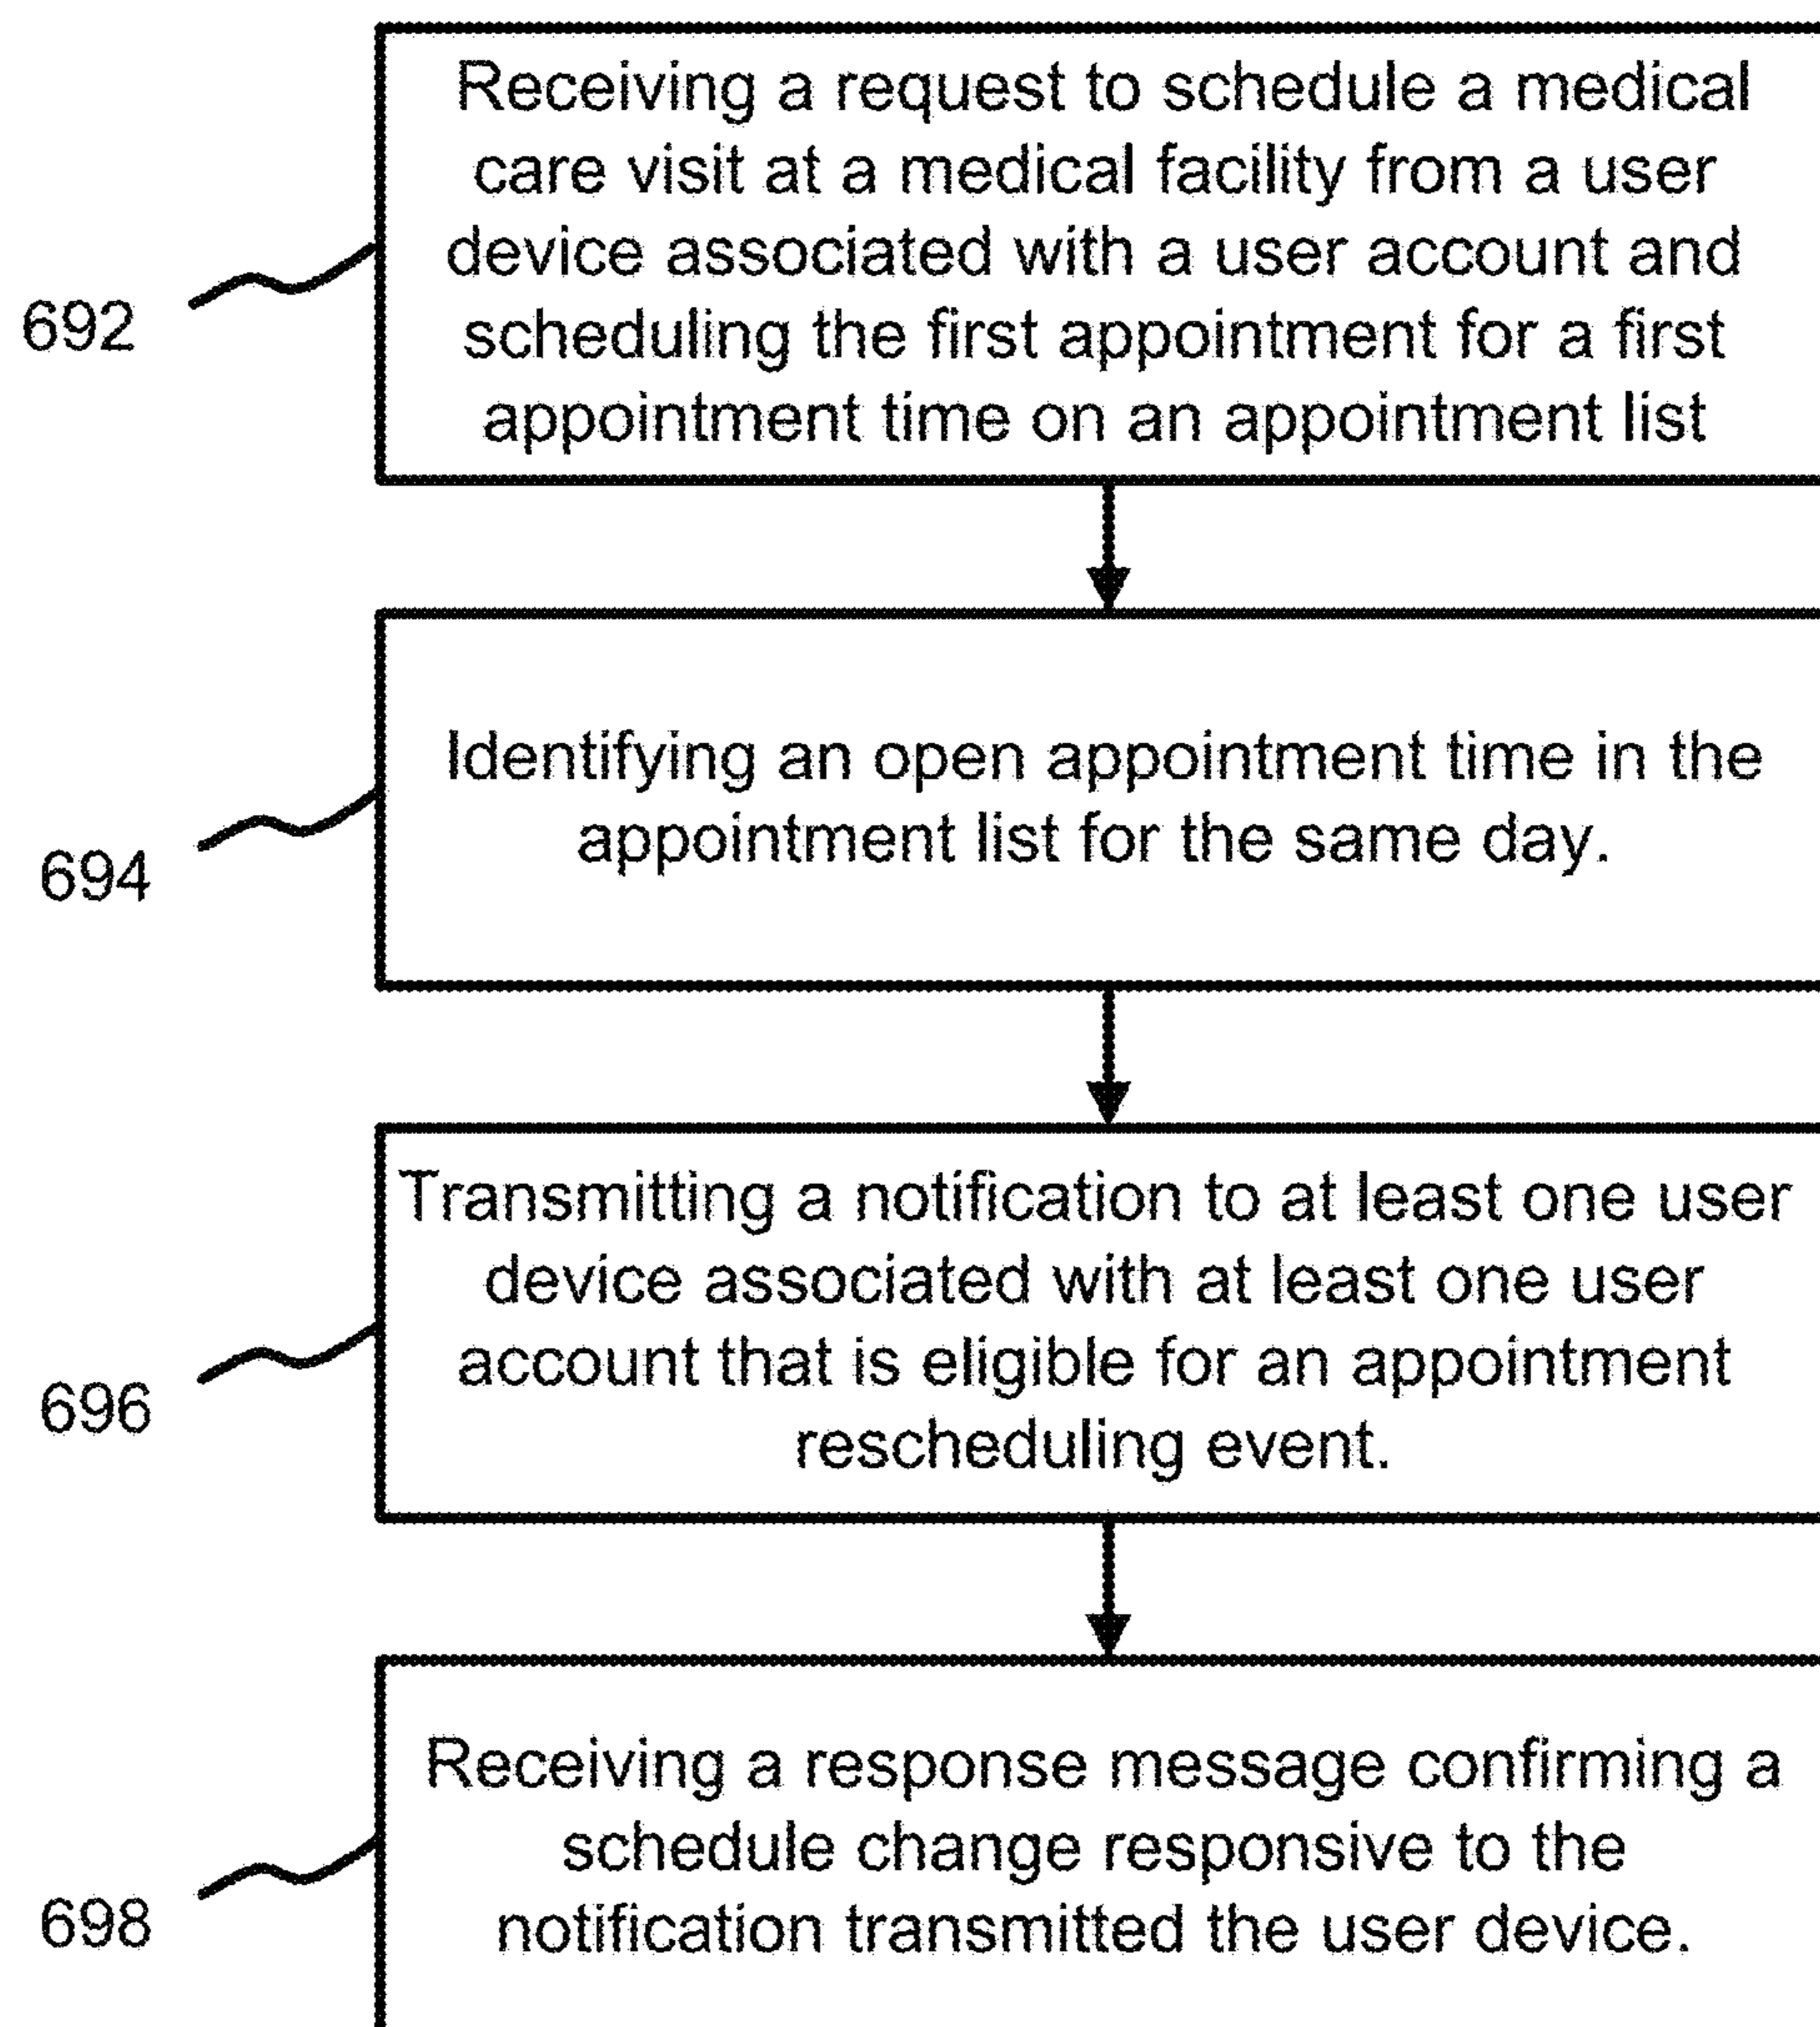 Receiving a request to schedule a medical
care visit at a medical facility from a user
device associated with a user account and
scheduling the first appointment for a first
appointment time on an appointment list
692
Identifying an open appointment time in the
appointment list for the same day.
694
Transmitting a notification to at least one user
device associated with at least one user
account that is eligible for an appointment
rescheduling event.
696
Receiving a response message confirming a
schedule change responsive to the
notification transmitted the user device.
698